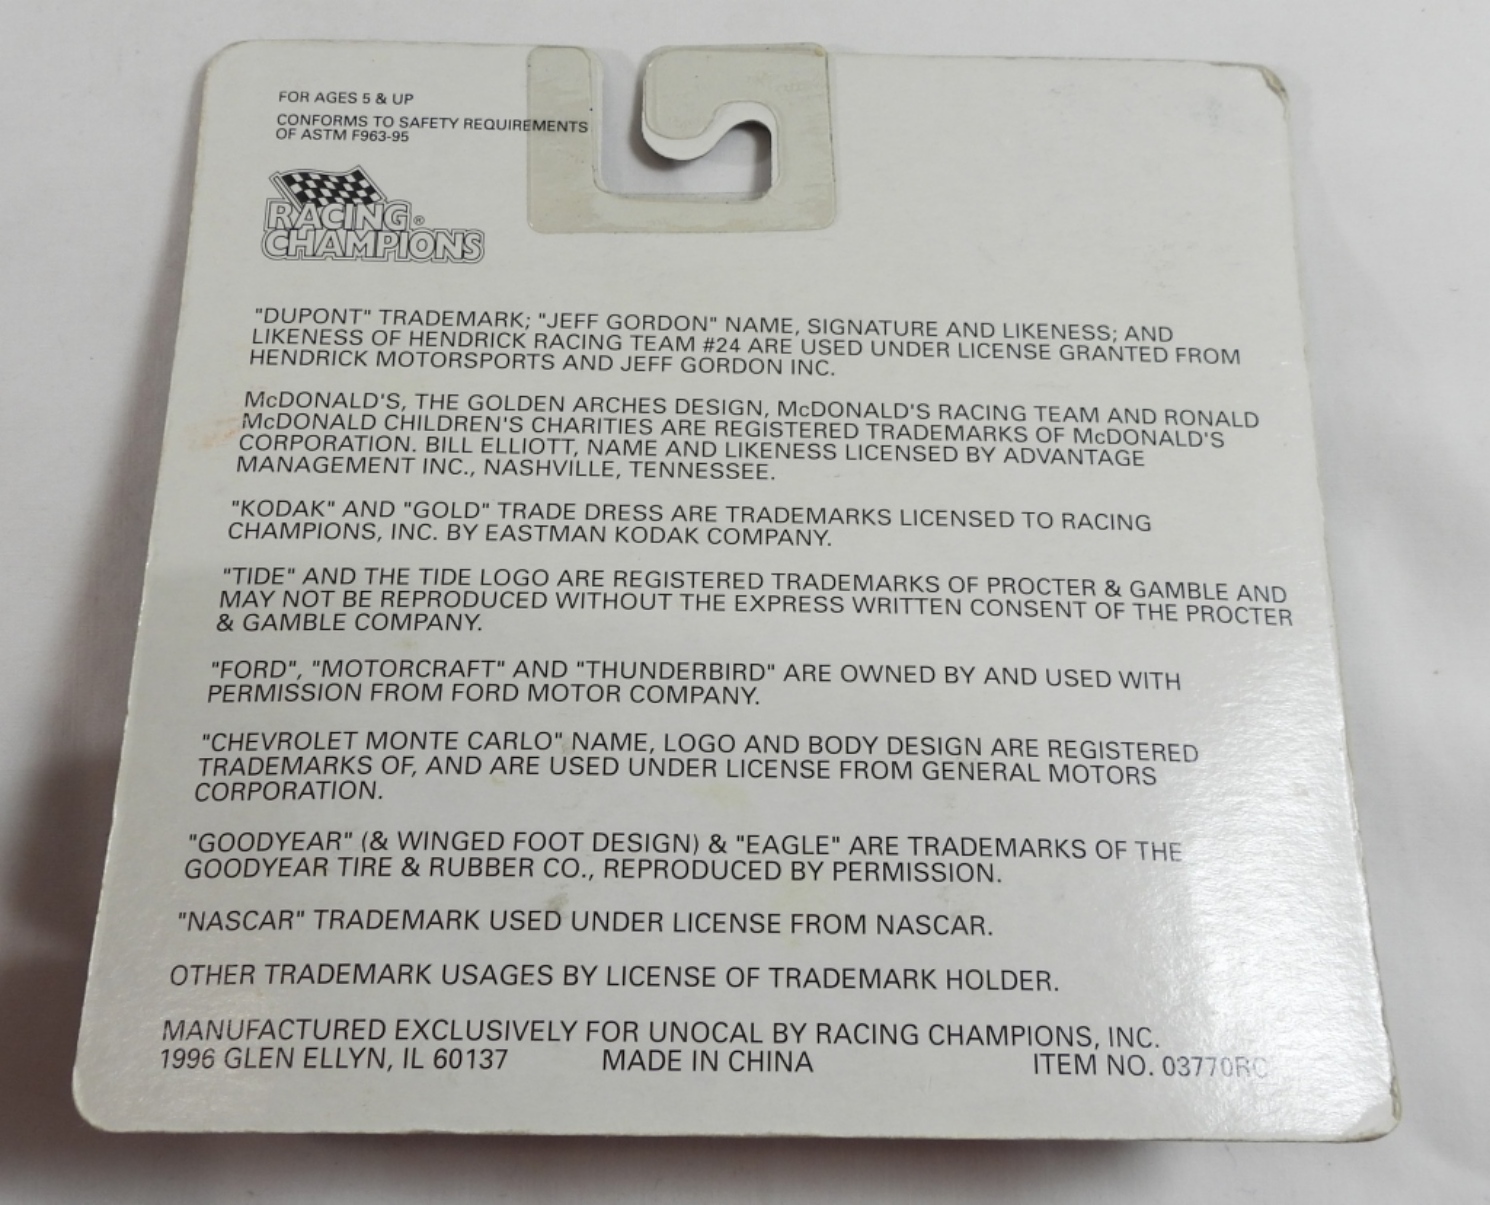 FOR AGES 5 & UP
CONFORMS TO SAFETY REQUIREMENTS
OF ASTM F963-95
RACING®
CHAMPIONS
"DUPONT" TRADEMARK; "JEFF GORDON" NAME, SIGNATURE AND LIKENESS; AND
LIKENESS OF HENDRICK RACING TEAM #24 ARE USED UNDER LICENSE GRANTED FROM
HENDRICK MOTORSPORTS AND JEFF GORDON INC.
McDONALD'S, THE GOLDEN ARCHES DESIGN, McDONALD'S RACING TEAM AND RONALD
McDONALD CHILDREN'S CHARITIES ARE REGISTERED TRADEMARKS OF McDONALD'S
CORPORATION. BILL ELLIOTT, NAME AND LIKENESS LICENSED BY ADVANTAGE
MANAGEMENT INC., NASHVILLE, TENNESSEE.
"KODAK" AND "GOLD" TRADE DRESS ARE TRADEMARKS LICENSED TO RACING
CHAMPIONS, INC. BY EASTMAN KODAK COMPANY.
"TIDE" AND THE TIDE LOGO ARE REGISTERED TRADEMARKS OF PROCTER & GAMBLE AND
MAY NOT BE REPRODUCED WITHOUT THE EXPRESS WRITTEN CONSENT OF THE PROCTER
& GAMBLE COMPANY.
"FORD", "MOTORCRAFT" AND "THUNDERBIRD" ARE OWNED BY AND USED WITH
PERMISSION FROM FORD MOTOR COMPANY.
"CHEVROLET MONTE CARLO" NAME, LOGO AND BODY DESIGN ARE REGISTERED
TRADEMARKS OF, AND ARE USED UNDER LICENSE FROM GENERAL MOTORS
CORPORATION.
"GOODYEAR" (& WINGED FOOT DESIGN) & "EAGLE" ARE TRADEMARKS OF THE
GOODYEAR TIRE & RUBBER CO., REPRODUCED BY PERMISSION.
"NASCAR" TRADEMARK USED UNDER LICENSE FROM NASCAR.
OTHER TRADEMARK USAGES BY LICENSE OF TRADEMARK HOLDER.
MANUFACTURED EXCLUSIVELY FOR UNOCAL BY RACING CHAMPIONS, INC.
1996 GLEN ELLYN, IL 60137 MADE IN CHINA ITEM NO. 03770RC